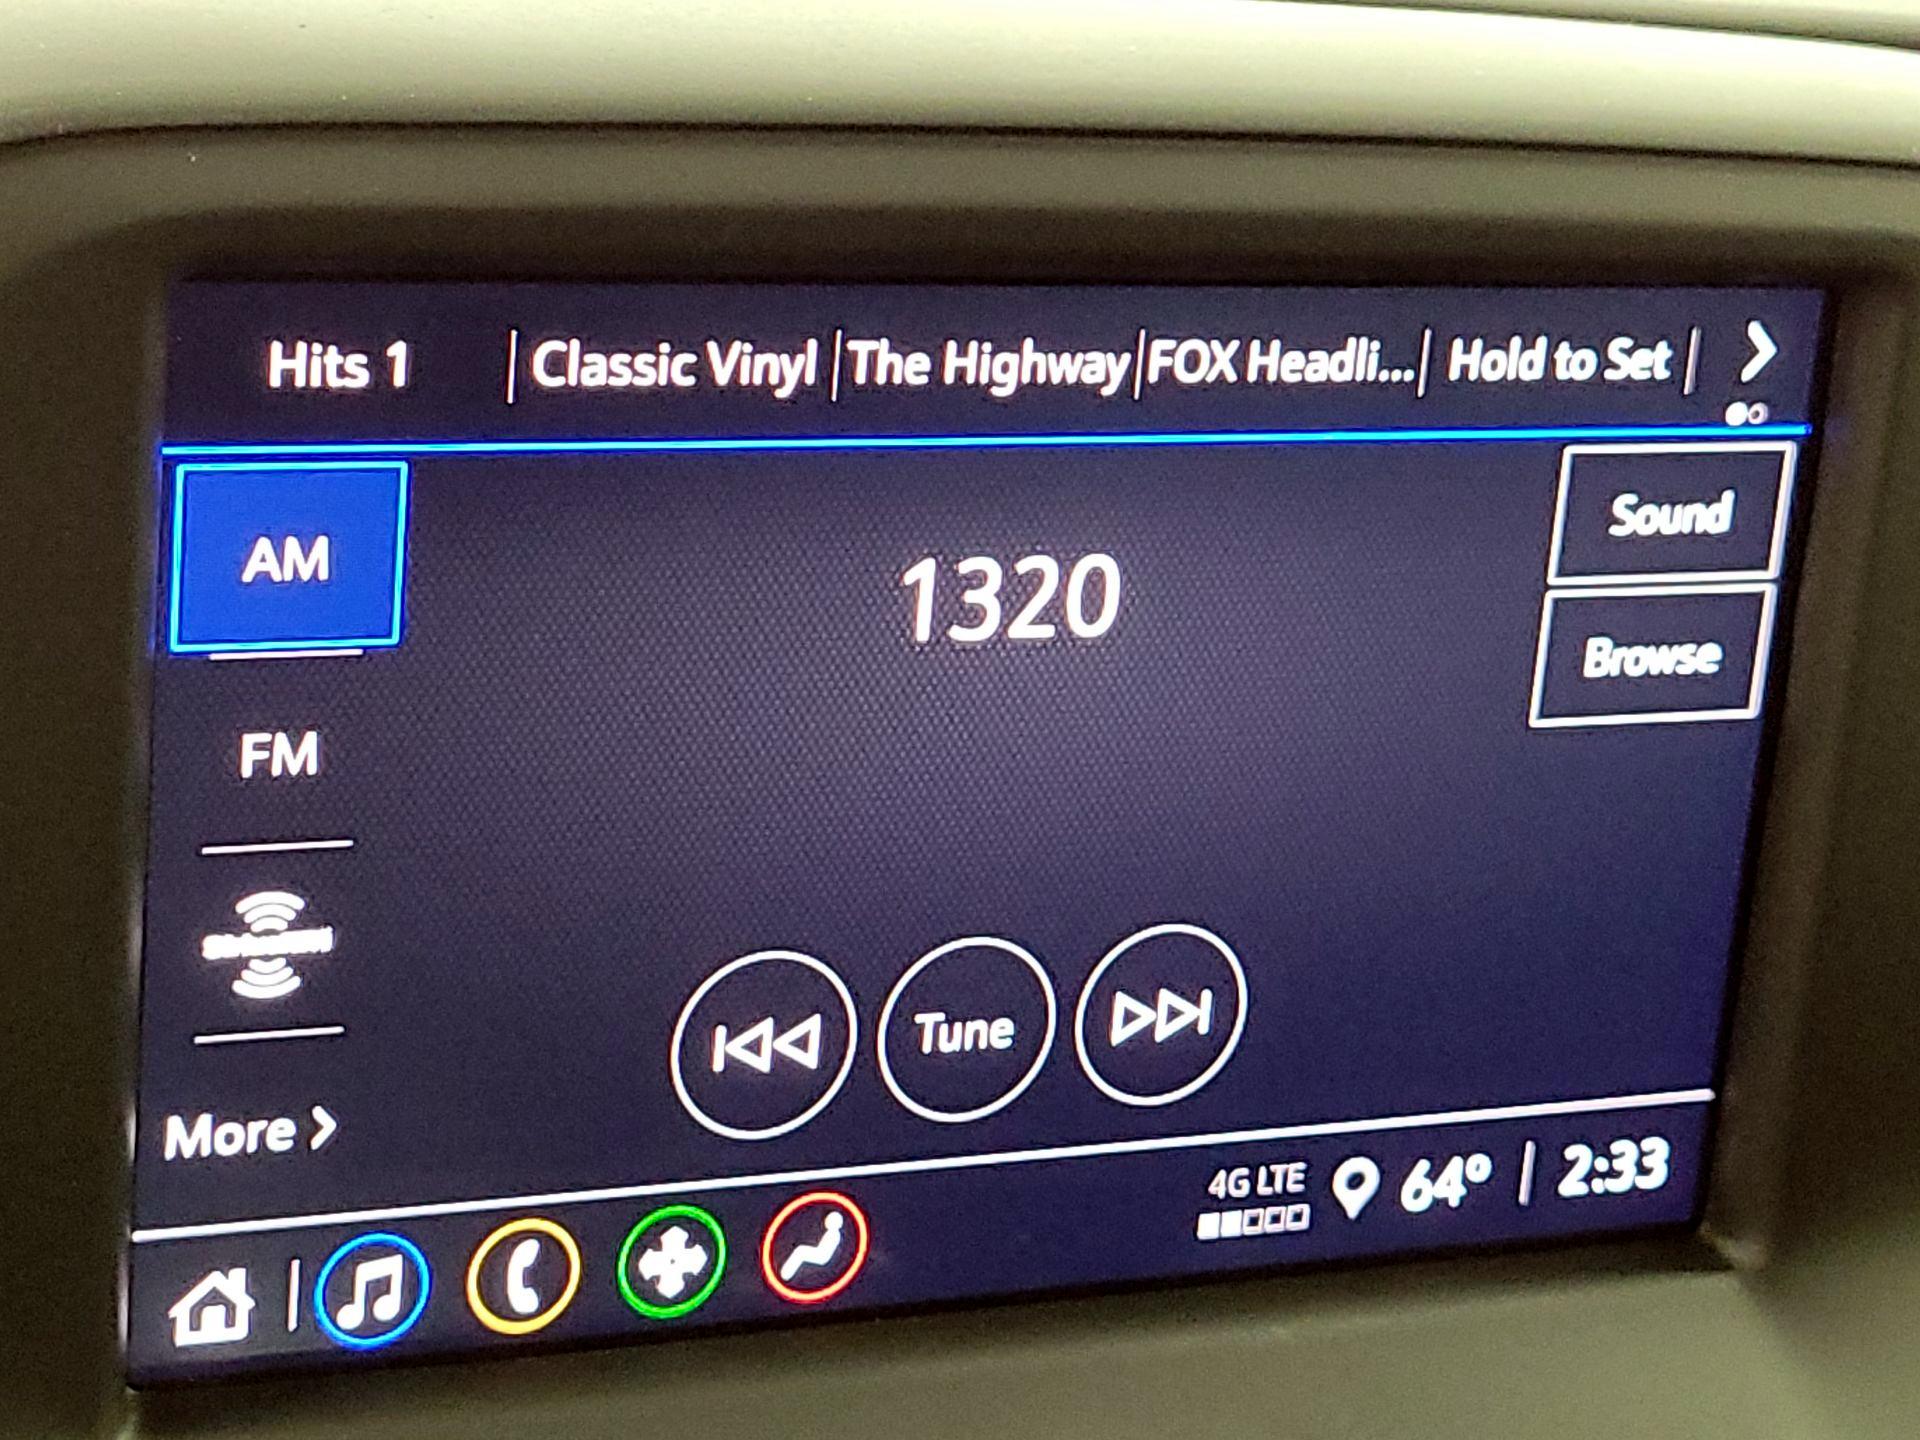 Hits 1 | Classic Vinyl | The Highway | FOX Headli... | Hold to Set |
AM
1320
Sound
Browse
FM
Tune
More
4G LTE
64° | 2:33